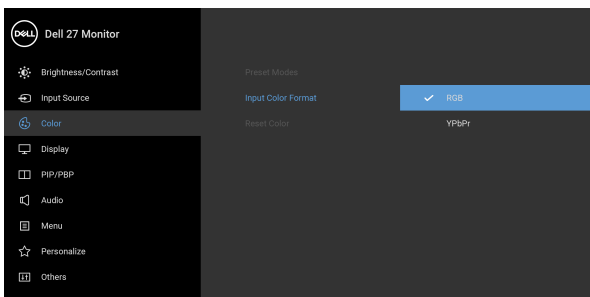 DELL Dell 27 Monitor
Brightness/Contrast
Preset Modes
Input Source
Input Color Format
RGB
Color
Reset Color
YPbPr
Display
PIP/PBP
Audio
Menu
Personalize
Others